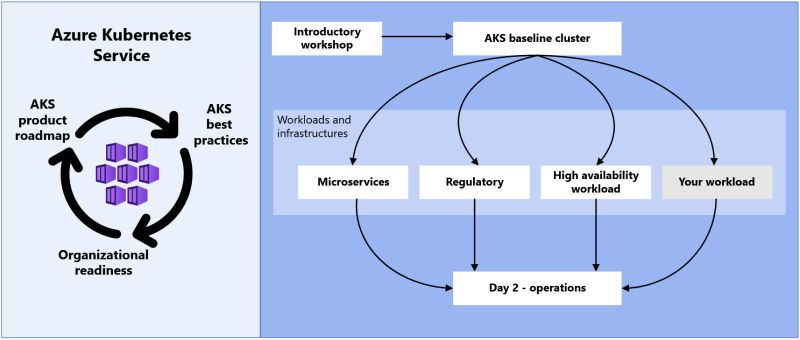 Azure Kubernetes
Service
AKS
product
roadmap
AKS
best
practices
Organizational
readiness
Introductory
workshop
AKS baseline cluster
Workloads and
infrastructures
Microservices
Regulatory
High availability
workload
Your workload
Day 2 - operations